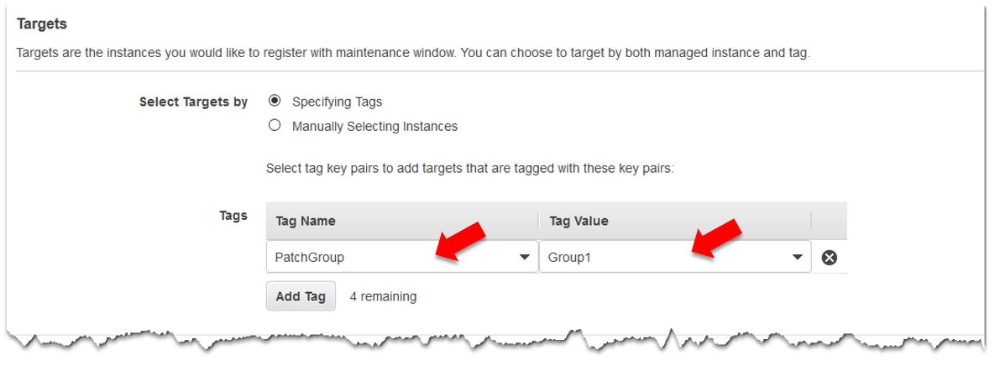 Targets
Targets are the instances you would like to register with maintenance window. You can choose to target by both managed instance and tag.
Select Targets by
Specifying Tags
Manually Selecting Instances
Select tag key pairs to add targets that are tagged with these key pairs:
Tags
Tag Name
Tag Value
PatchGroup
Group1
Add Tag
4 remaining